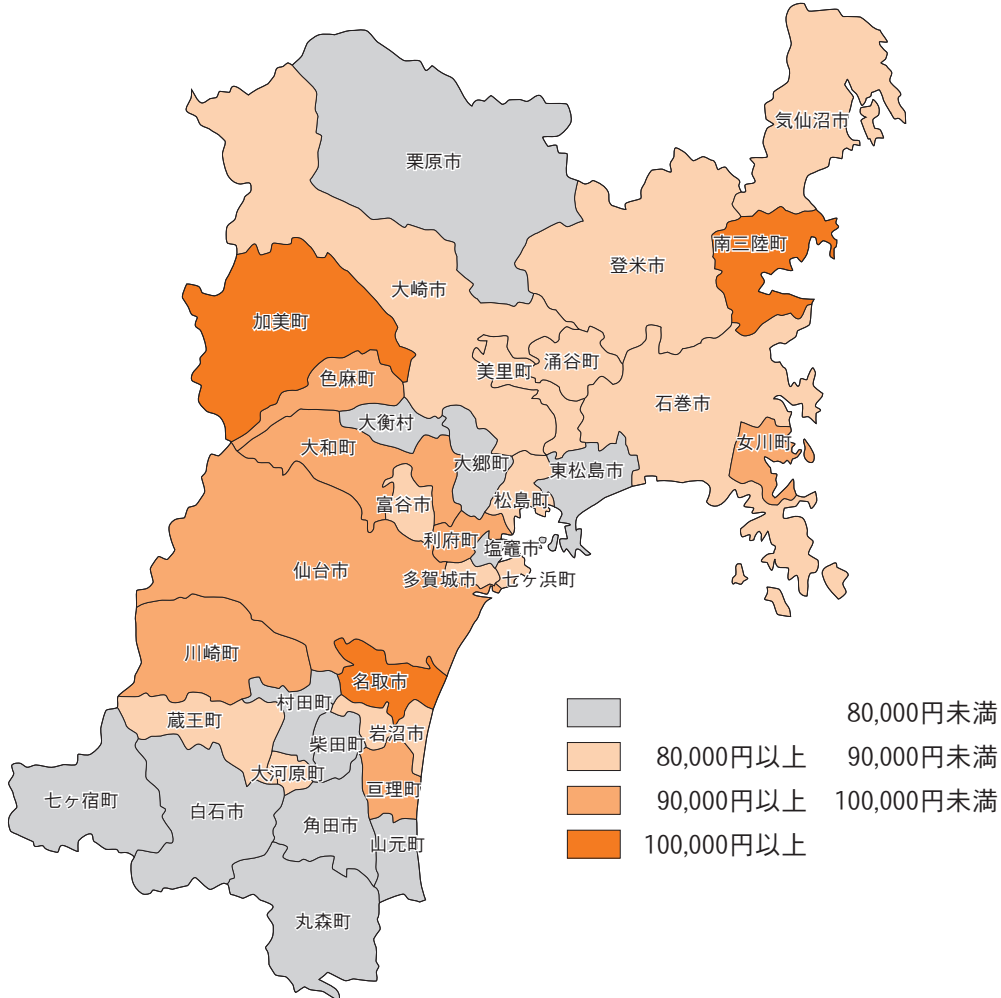 気仙沼市
栗原市
南三陸町
登米市
大崎市
加美町
涌谷町
美里町
色麻町
石巻市
大衡村
女川町
大和町
大郷町
東松島市
松島町
富谷市
利府町
塩竈市
仙台市
多賀城市
七ヶ浜町
川崎町
名取市
村田町
蔵王町
岩沼市
柴田町
大河原町
亘理町
七ヶ宿町
白石市
角田市
山元町
丸森町
80,000円未満
80,000円以上 90,000円未満
90,000円以上 100,000円未満
100,000円以上